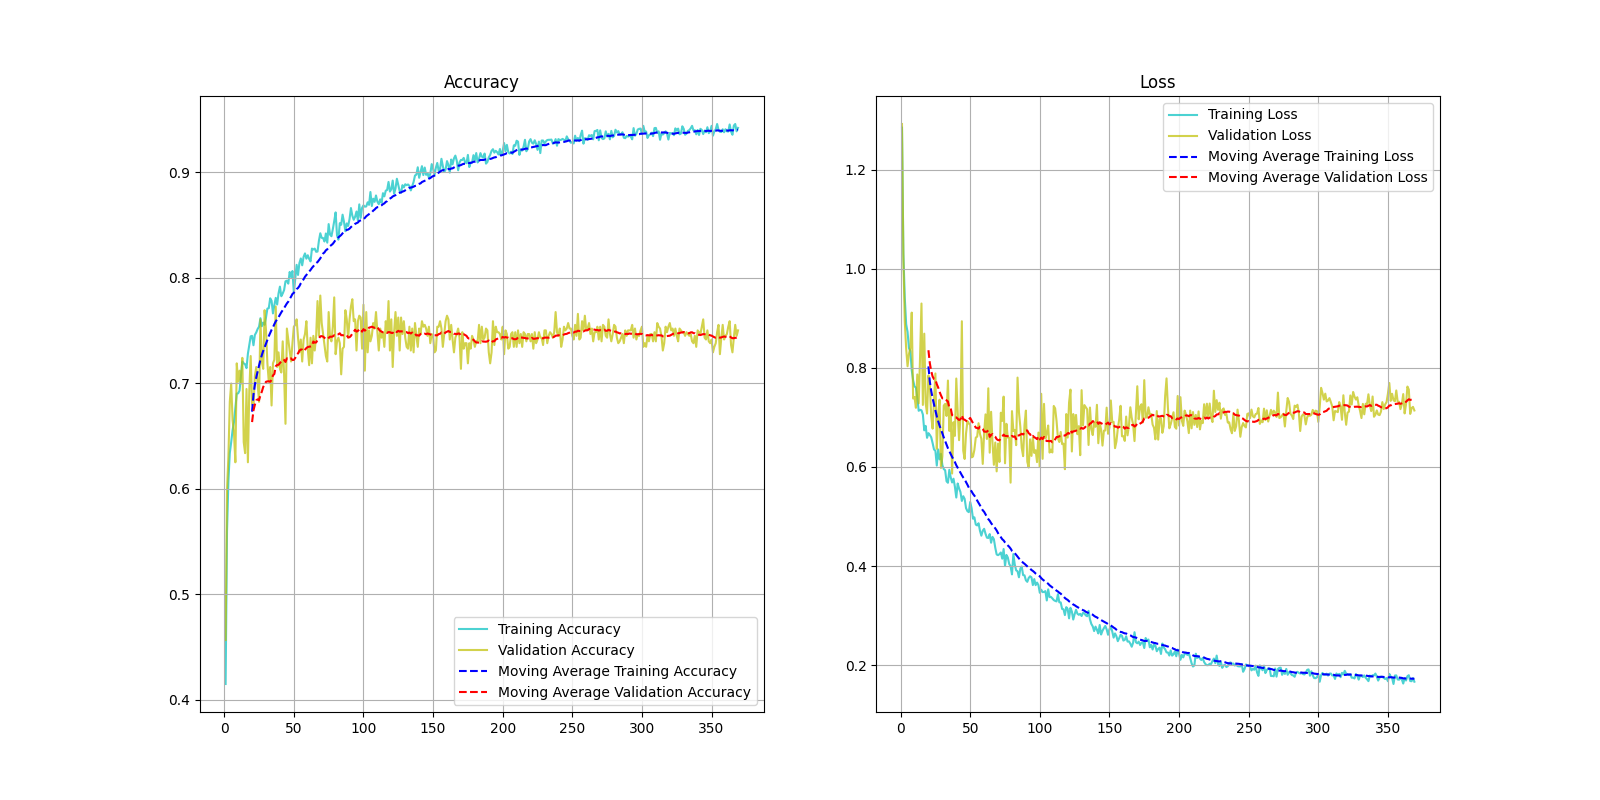 Accuracy
0.9
0.8
0.7
0.6
0.5
0.4
0 50 100 150 200 250 300 350
Training Accuracy
Validation Accuracy
Moving Average Training Accuracy
Moving Average Validation Accuracy
Loss
1.2
1.0
0.8
0.6
0.4
0.2
0 50 100 150 200 250 300 350
Training Loss
Validation Loss
Moving Average Training Loss
Moving Average Validation Loss